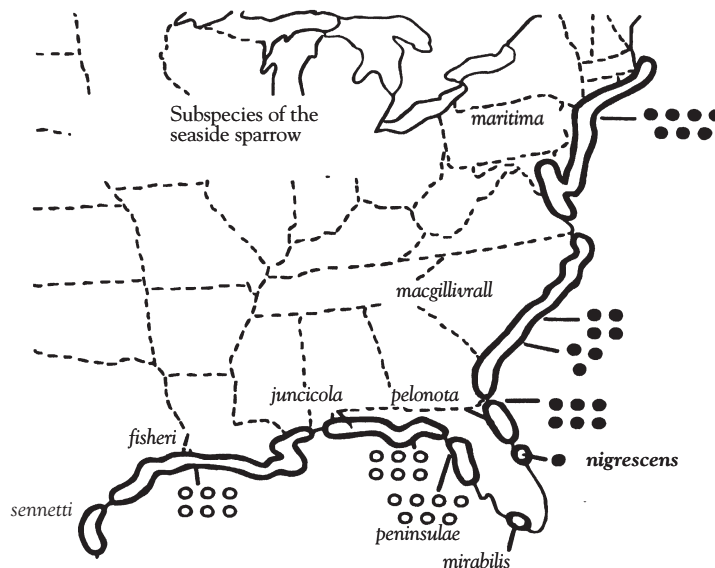 Subspecies of the
seaside sparrow
maritima
macgillivrall
juncicola
pelonota
fisheri
nigrescens
sennetti
peninsulae
mirabilis